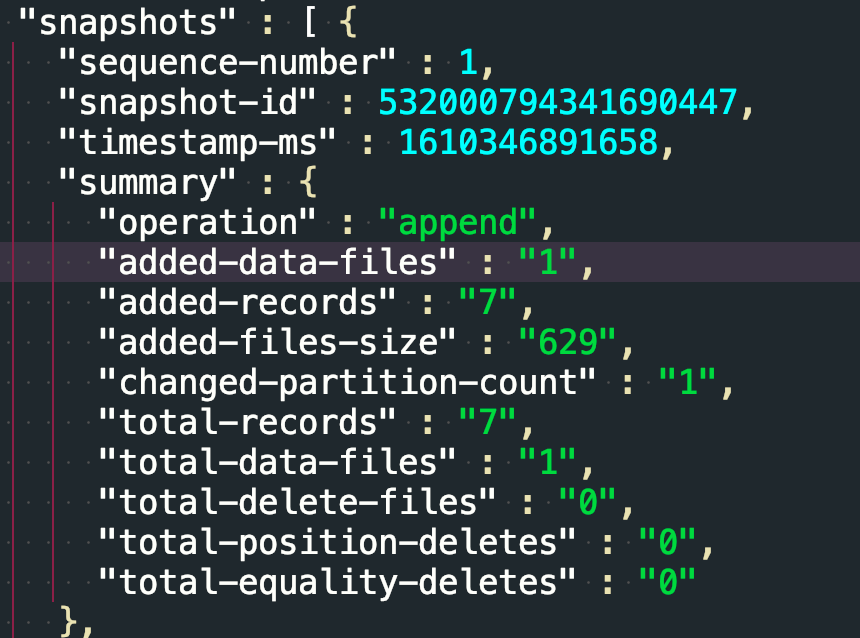 "snapshots" : [ {
"sequence-number" : 1,
"snapshot-id" : 532000794341690447,
"timestamp-ms" : 1610346891658,
"summary" : {
"operation" : "append",
"added-data-files" : "1",
"added-records" : "7",
"added-files-size" : "629",
"changed-partition-count" : "1",
"total-records" : "7",
"total-data-files" : "1",
"total-delete-files" : "0",
"total-position-deletes" : "0",
"total-equality-deletes" : "0"
},